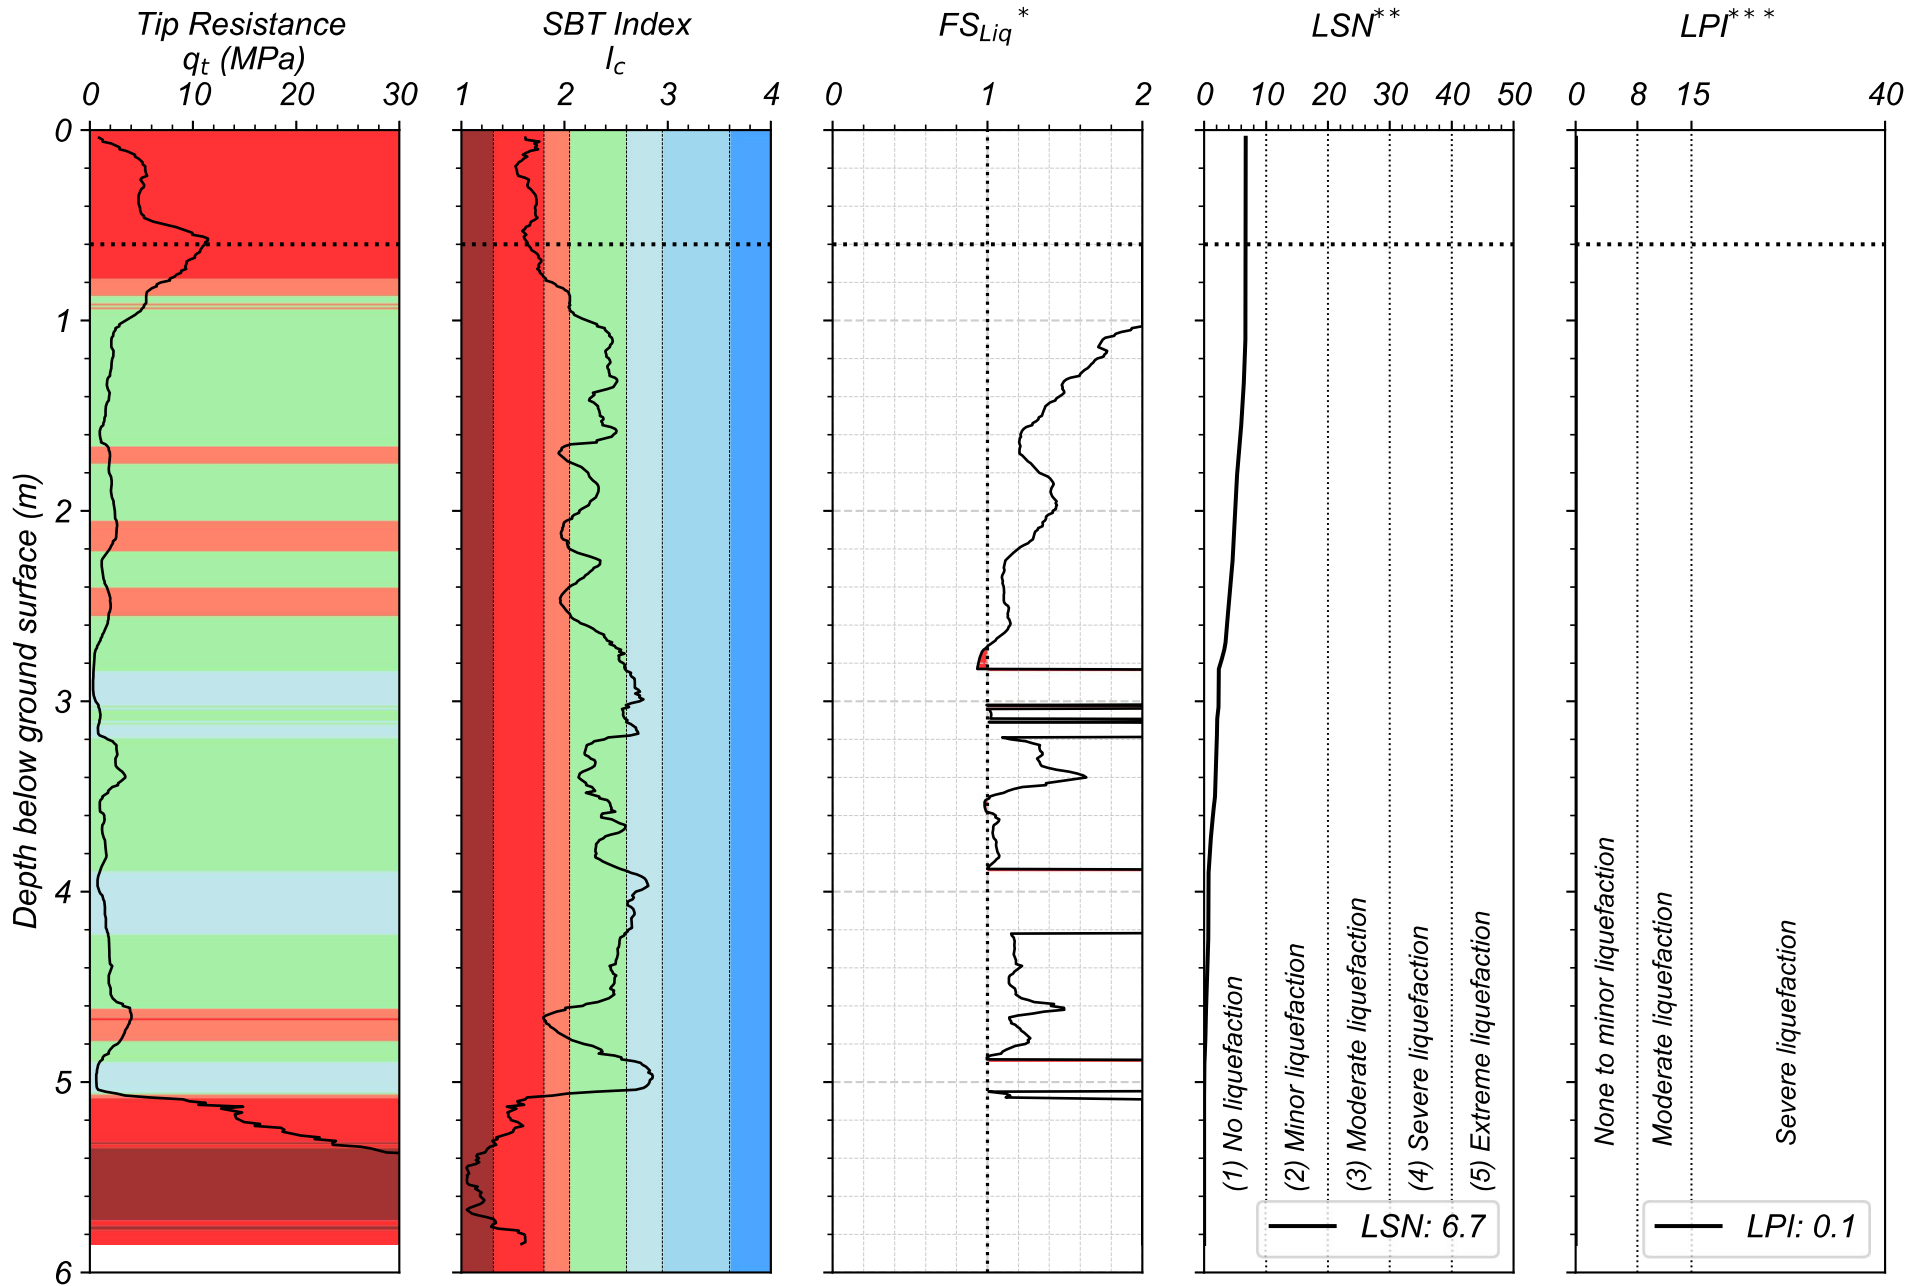 Tip Resistance
qt (MPa)
0 10 20 30
SBT Index
Ic
1 2 3 4
FSLiq*
0 1 2
LSN**
0 10 20 30 40 50
LPI***
0 8 15 40
Depth below ground surface (m)
0
1
2
3
4
5
6
(1) No liquefaction
(2) Minor liquefaction
(3) Moderate liquefaction
(4) Severe liquefaction
(5) Extreme liquefaction
LSN: 6.7
None to minor liquefaction
Moderate liquefaction
Severe liquefaction
LPI: 0.1